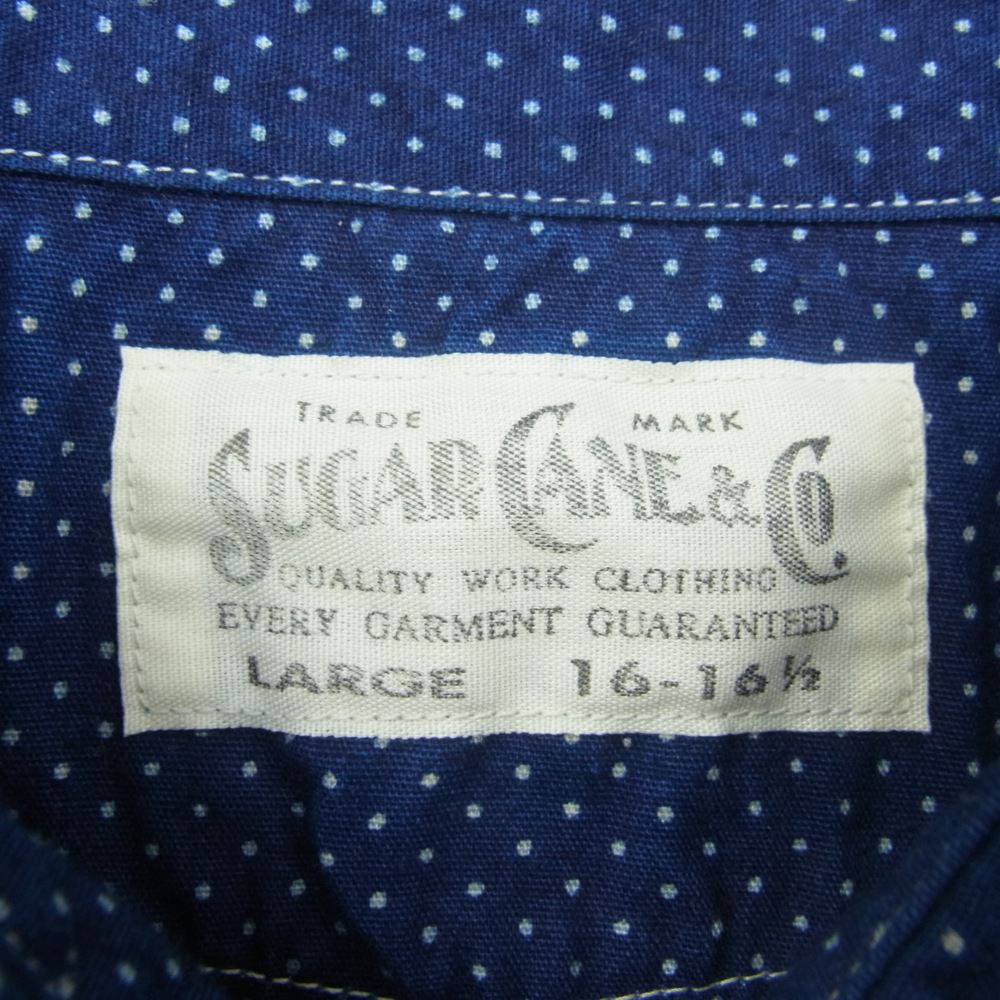 TRADE MARK
SUGAR CANE & Co.
QUALITY WORK CLOTHING
EVERY GARMENT GUARANTEED
LARGE 16-16½